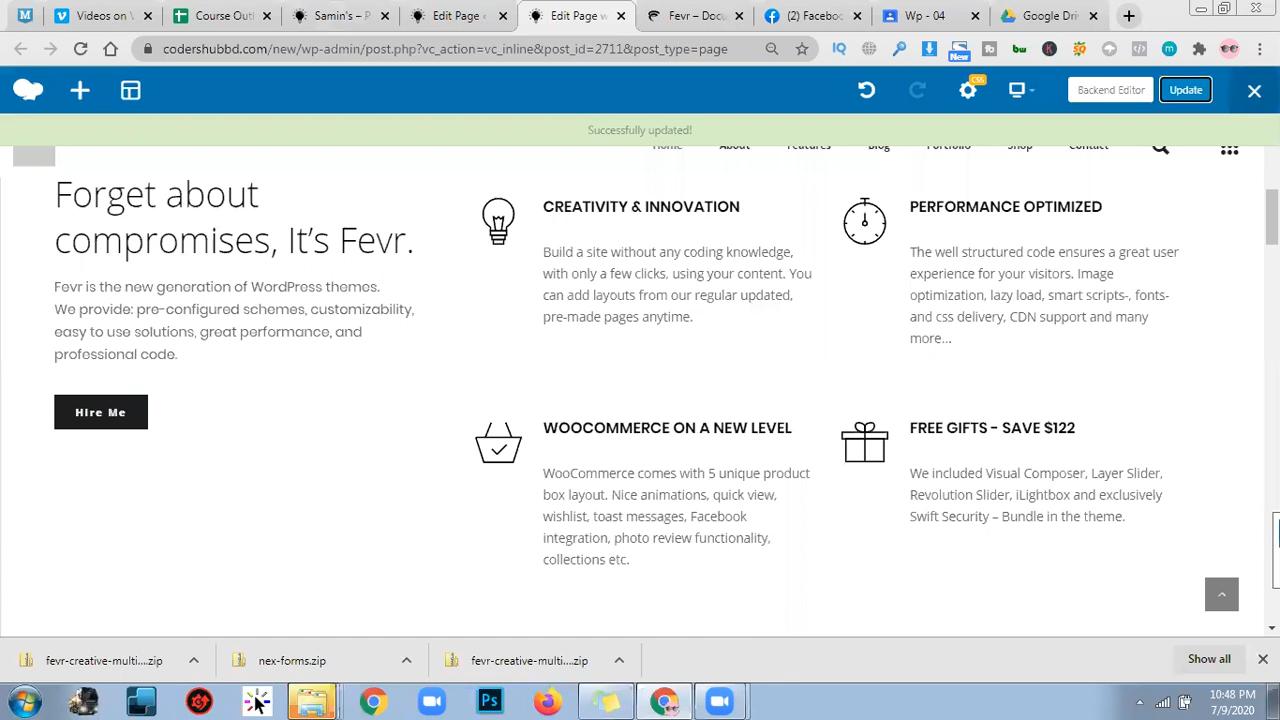 Videos on V
Course Outl
Samin's – P
Edit Page
Edit Page w
Fevr – Docu
(2) Faceboo
Wp - 04
Google Driv
codershubbd.com/new/wp-admin/post.php?vc_action=vc_inline&post_id=2711&post_type=page
New
CSS
Backend Editor
Update
Successfully updated!
Home About Features Blog Portfolio Shop Contact
Forget about
compromises, It's Fevr.
Fevr is the new generation of WordPress themes.
We provide: pre-configured schemes, customizability,
easy to use solutions, great performance, and
professional code.
Hire Me
CREATIVITY & INNOVATION
Build a site without any coding knowledge,
with only a few clicks, using your content. You
can add layouts from our regular updated,
pre-made pages anytime.
PERFORMANCE OPTIMIZED
The well structured code ensures a great user
experience for your visitors. Image
optimization, lazy load, smart scripts-, fonts-
and css delivery, CDN support and many
more...
WOOCOMMERCE ON A NEW LEVEL
WooCommerce comes with 5 unique product
box layout. Nice animations, quick view,
wishlist, toast messages, Facebook
integration, photo review functionality,
collections etc.
FREE GIFTS - SAVE $122
We included Visual Composer, Layer Slider,
Revolution Slider, iLightbox and exclusively
Swift Security – Bundle in the theme.
fevr-creative-multi....zip
nex-forms.zip
fevr-creative-multi....zip
Show all
Ps
10:48 PM
7/9/2020